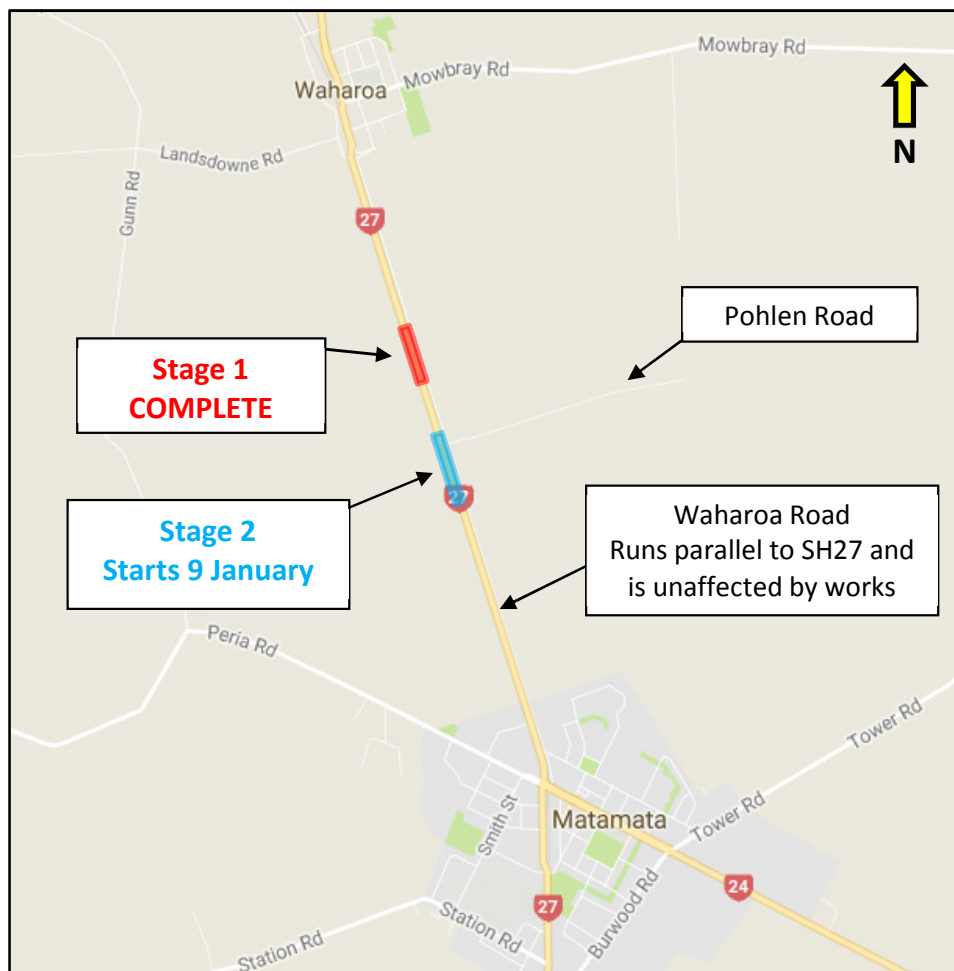 Mowbray Rd
Waharoa
Mowbray Rd
N
Landsdowne Rd
Gunn Rd
27
Pohlen Road
Stage 1
COMPLETE
Stage 2
Starts 9 January
27
Waharoa Road
Runs parallel to SH27 and
is unaffected by works
Peria Rd
Tower Rd
Smith St
Matamata
Tower Rd
24
27
Burwood Rd
Station Rd
Station Rd